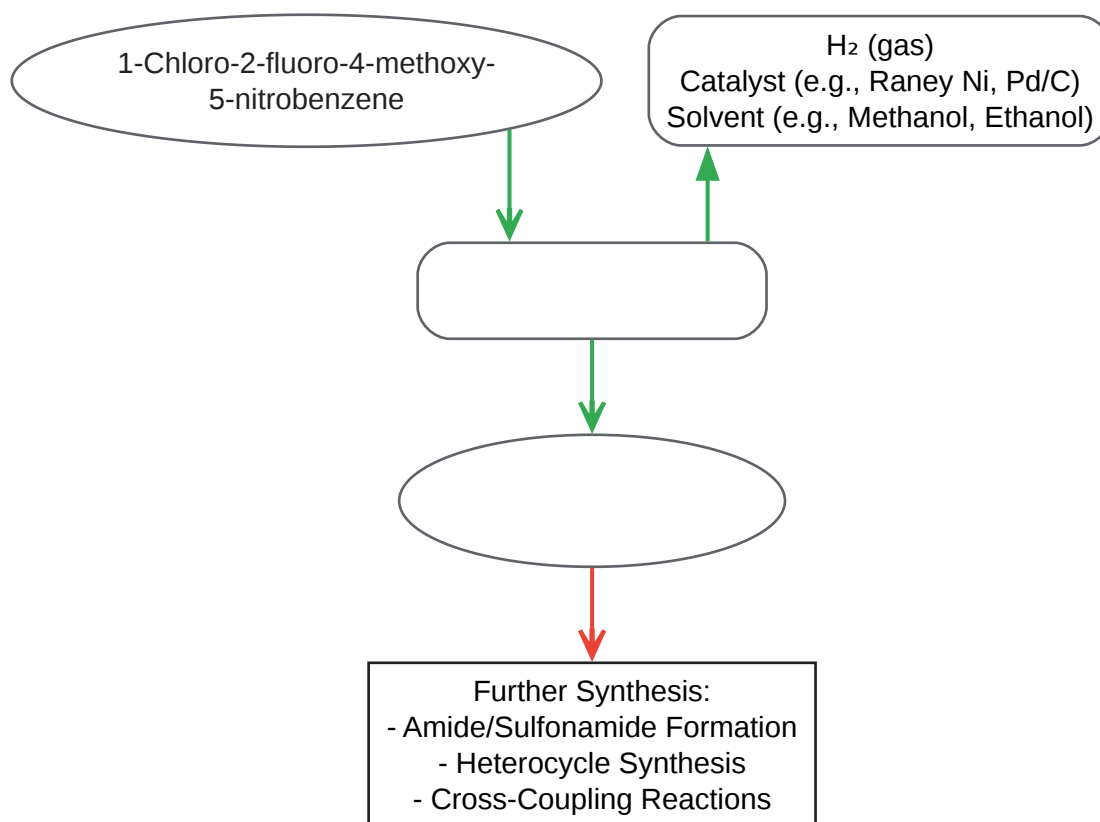 1-Chloro-2-fluoro-4-methoxy-
5-nitrobenzene
H₂ (gas)
Catalyst (e.g., Raney Ni, Pd/C)
Solvent (e.g., Methanol, Ethanol)
Further Synthesis:
- Amide/Sulfonamide Formation
- Heterocycle Synthesis
- Cross-Coupling Reactions